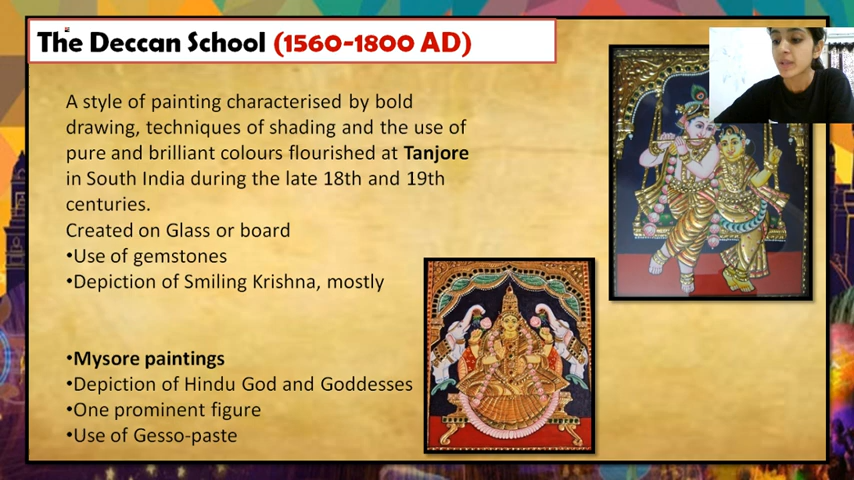 The Deccan School (1560-1800 AD)
A style of painting characterised by bold
drawing, techniques of shading and the use of
pure and brilliant colours flourished at Tanjore
in South India during the late 18th and 19th
centuries.
Created on Glass or board
•Use of gemstones
•Depiction of Smiling Krishna, mostly
•Mysore paintings
•Depiction of Hindu God and Goddesses
•One prominent figure
•Use of Gesso-paste